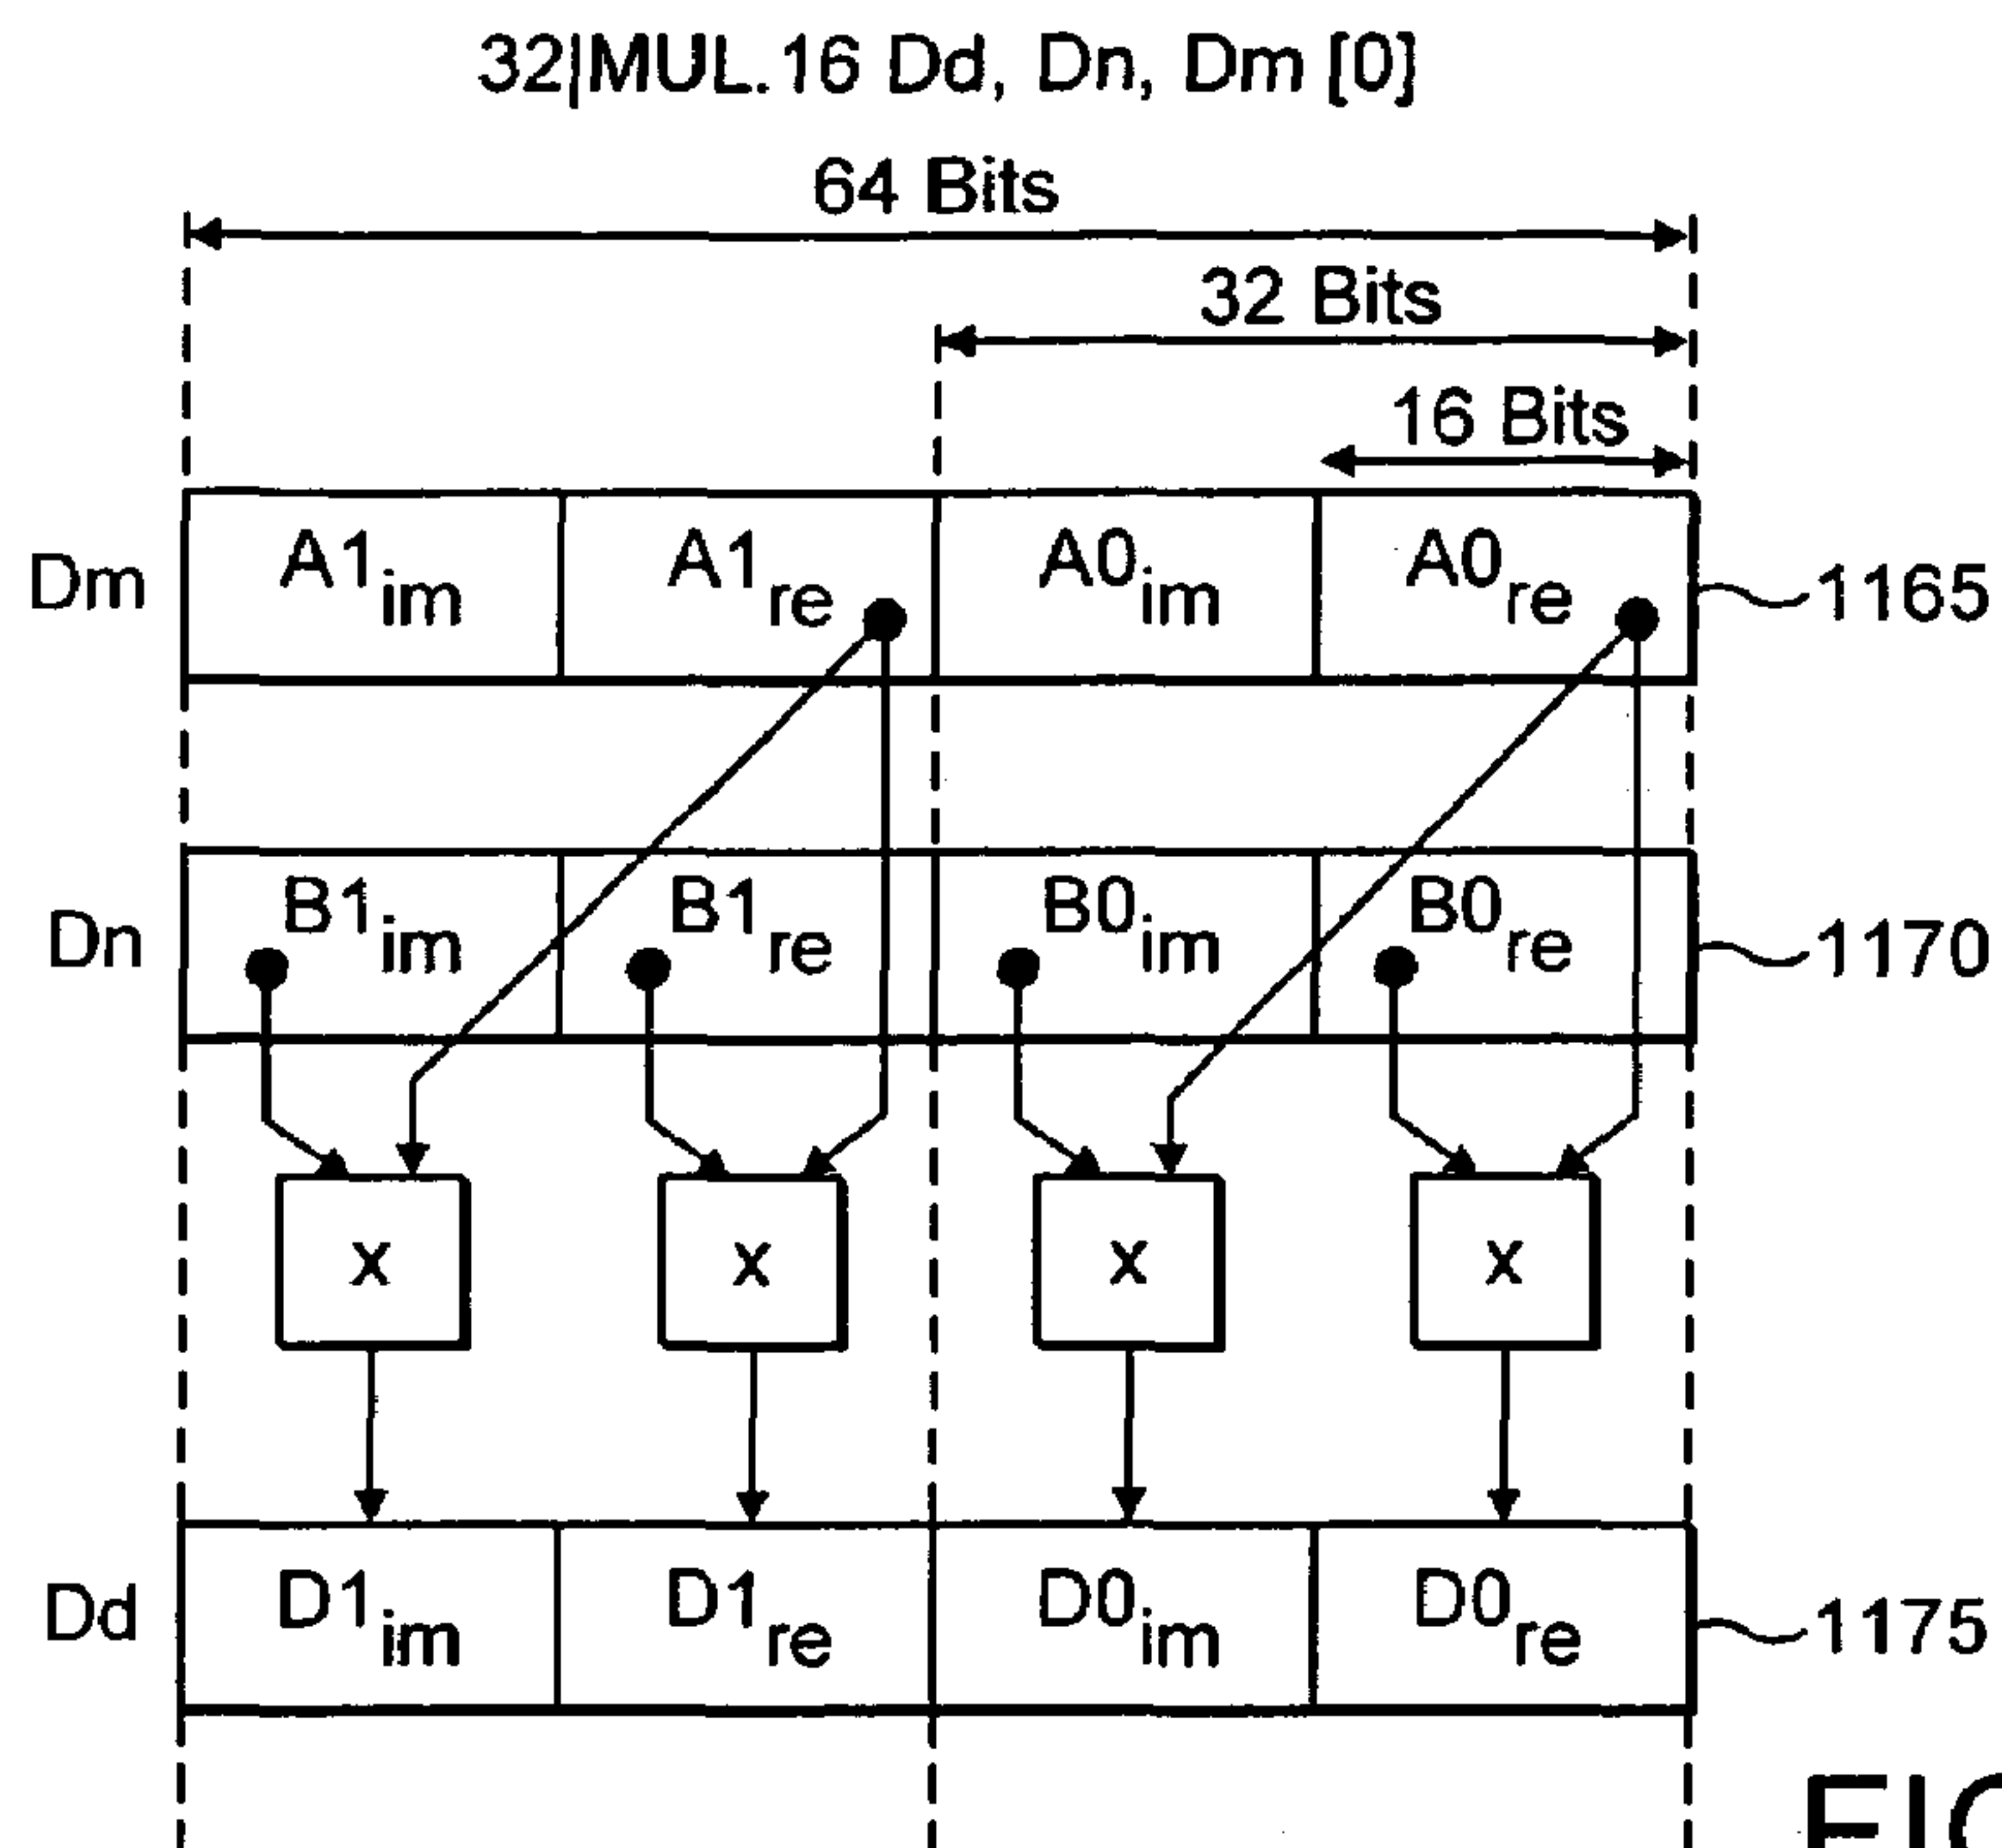 32|MUL.16 Dd, Dn, Dm [0]
64 Bits
32 Bits
16 Bits
Dm A1im A1re A0im A0re 1165
Dn B1im B1re B0im B0re 1170
x x x x
Dd D1im D1re D0im D0re 1175